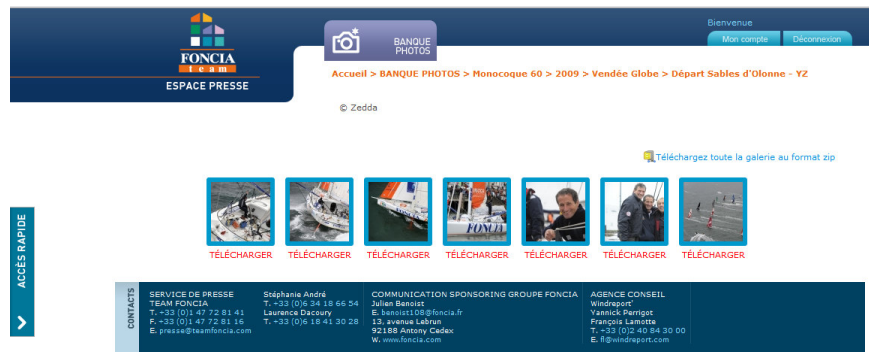 Bienvenue
Mon compte Déconnexion
BANQUE
PHOTOS
FONCIA
team
ESPACE PRESSE
Accueil > BANQUE PHOTOS > Monocoque 60 > 2009 > Vendée Globe > Départ Sables d'Olonne - YZ
© Zedda
Téléchargez toute la galerie au format zip
FONCIA
TÉLÉCHARGER TÉLÉCHARGER TÉLÉCHARGER TÉLÉCHARGER TÉLÉCHARGER TÉLÉCHARGER TÉLÉCHARGER
ACCÈS RAPIDE
CONTACTS
SERVICE DE PRESSE
TEAM FONCIA
T. +33 (0)1 47 72 81 41
F. +33 (0)1 47 72 81 16
E. presse@teamfoncia.com
Stéphanie André
T. +33 (0)6 34 18 66 54
Laurence Dacoury
T. +33 (0)6 18 41 30 28
COMMUNICATION SPONSORING GROUPE FONCIA
Julien Benoist
E. benoist108@foncia.fr
13, avenue Lebrun
92188 Antony Cedex
W. www.foncia.com
AGENCE CONSEIL
Windreport'
Yannick Perrigot
François Lamotte
T. +33 (0)2 40 84 30 00
E. fl@windreport.com